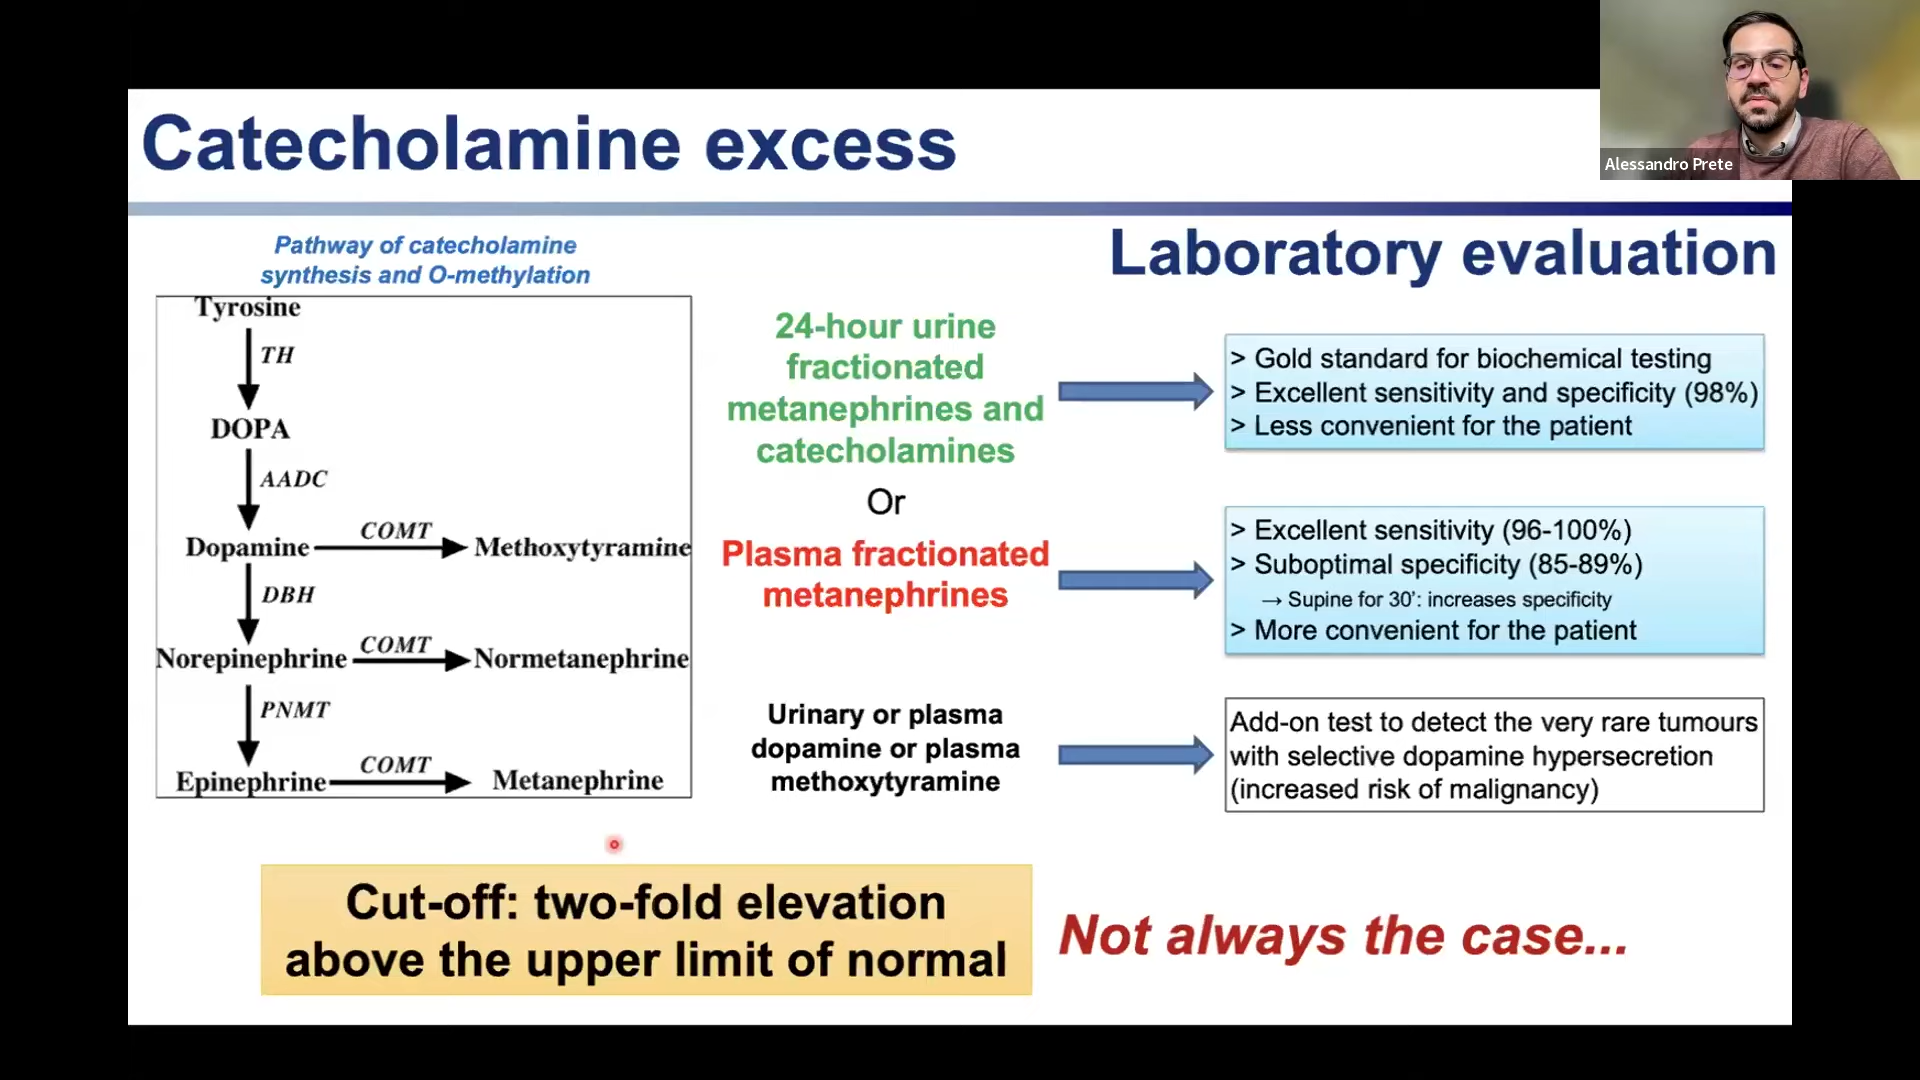 Alessandro Prete
Catecholamine excess
Pathway of catecholamine
synthesis and O-methylation
Tyrosine
TH
DOPA
AADC
Dopamine
COMT
Methoxytyramine
DBH
Norepinephrine
COMT
Normetanephrine
PNMT
Epinephrine
COMT
Metanephrine
Laboratory evaluation
24-hour urine
fractionated
metanephrines and
catecholamines
> Gold standard for biochemical testing
> Excellent sensitivity and specificity (98%)
> Less convenient for the patient
Or
Plasma fractionated
metanephrines
> Excellent sensitivity (96-100%)
> Suboptimal specificity (85-89%)
→ Supine for 30': increases specificity
> More convenient for the patient
Urinary or plasma
dopamine or plasma
methoxytyramine
Add-on test to detect the very rare tumours
with selective dopamine hypersecretion
(increased risk of malignancy)
Cut-off: two-fold elevation
above the upper limit of normal
Not always the case...